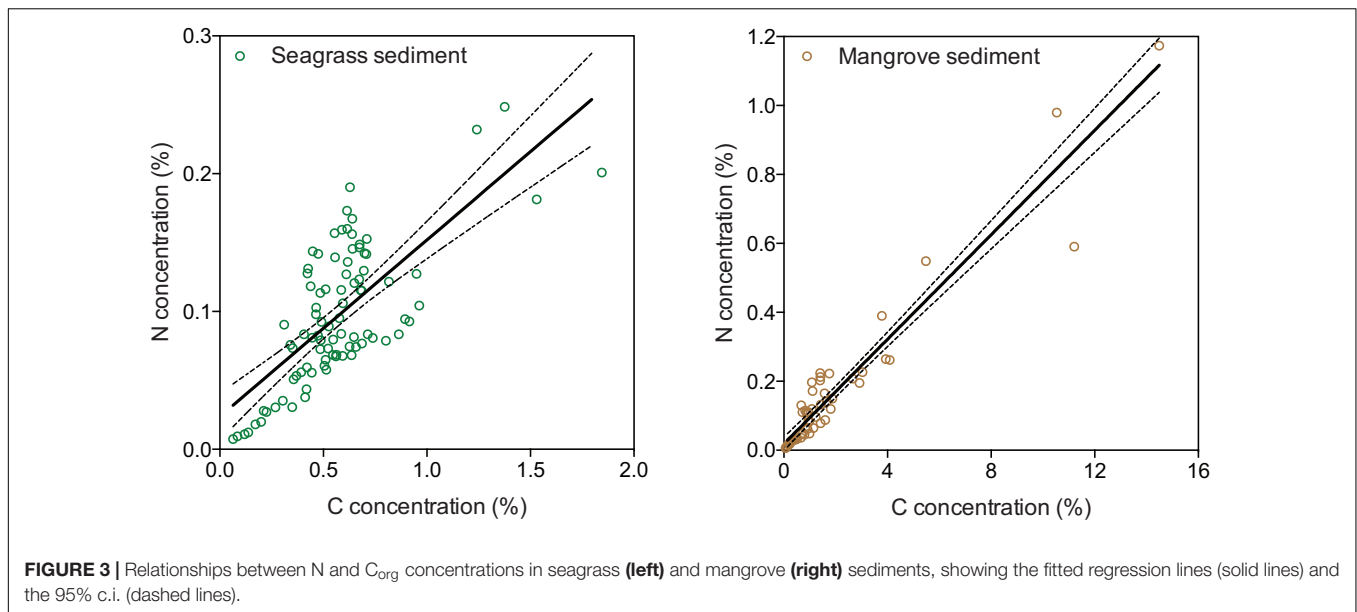 0.3
Seagrass sediment
0.2
0.1
0.0
N concentration (%)
0.0 0.5 1.0 1.5 2.0
C concentration (%)
1.2
Mangrove sediment
1.0
0.8
0.6
0.4
0.2
0.0
N concentration (%)
0 4 8 12 16
C concentration (%)
FIGURE 3 | Relationships between N and Corg concentrations in seagrass (left) and mangrove (right) sediments, showing the fitted regression lines (solid lines) and
the 95% c.i. (dashed lines).